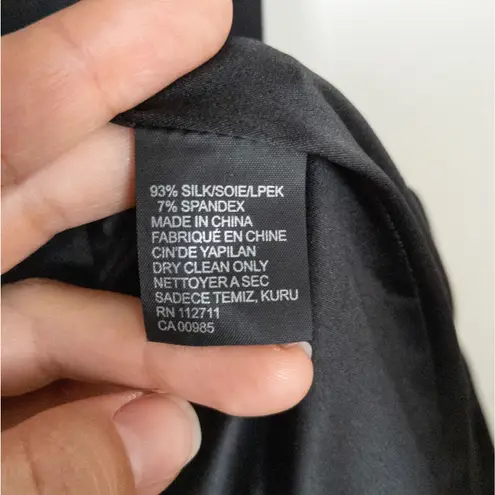 93% SILK/SOIE/LPEK
7% SPANDEX
MADE IN CHINA
FABRIQUÉ EN CHINE
CIN'DE YAPILAN
DRY CLEAN ONLY
NETTOYER A SEC
SADECE TEMIZ, KURU
RN 112711
CA 00985